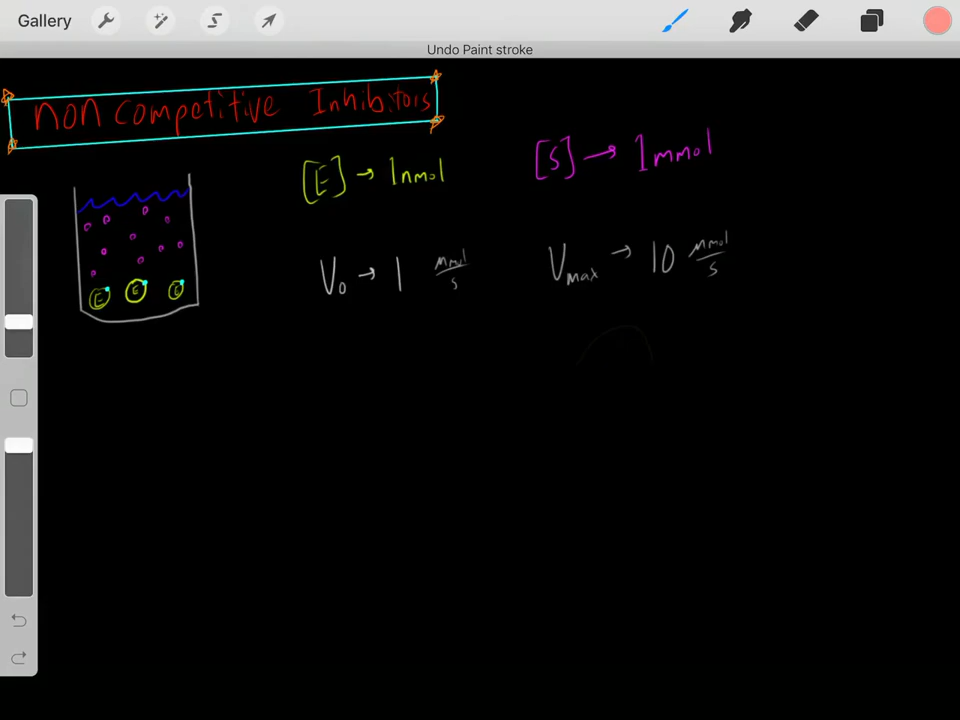 Gallery
Undo Paint stroke
non competitive Inhibitors
[E] → 1nmol
[S] → 1mmol
V₀ → 1 mmol/s
Vmax → 10 mmol/s
E E E